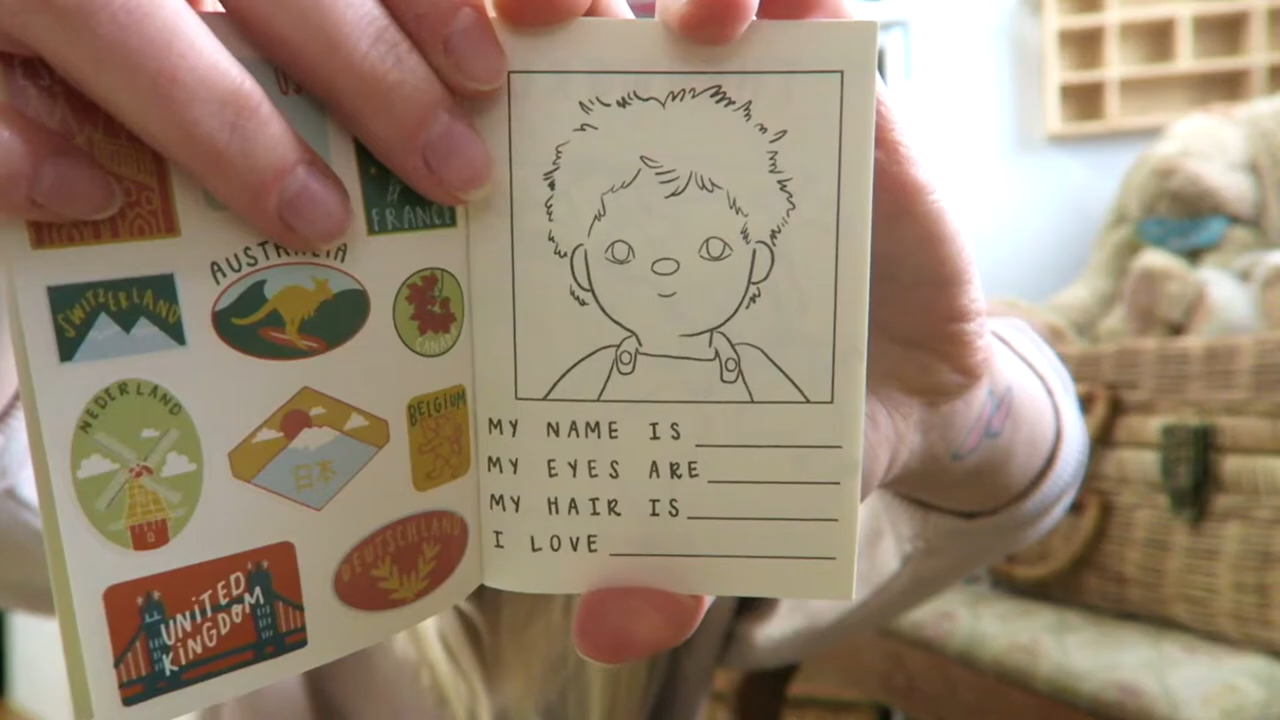 FRANCE
AUSTRALIA
SWITZERLAND
CANADA
NEDERLAND
日本
BELGIUM
DEUTSCHLAND
UNITED
KINGDOM
MY NAME IS
MY EYES ARE
MY HAIR IS
I LOVE